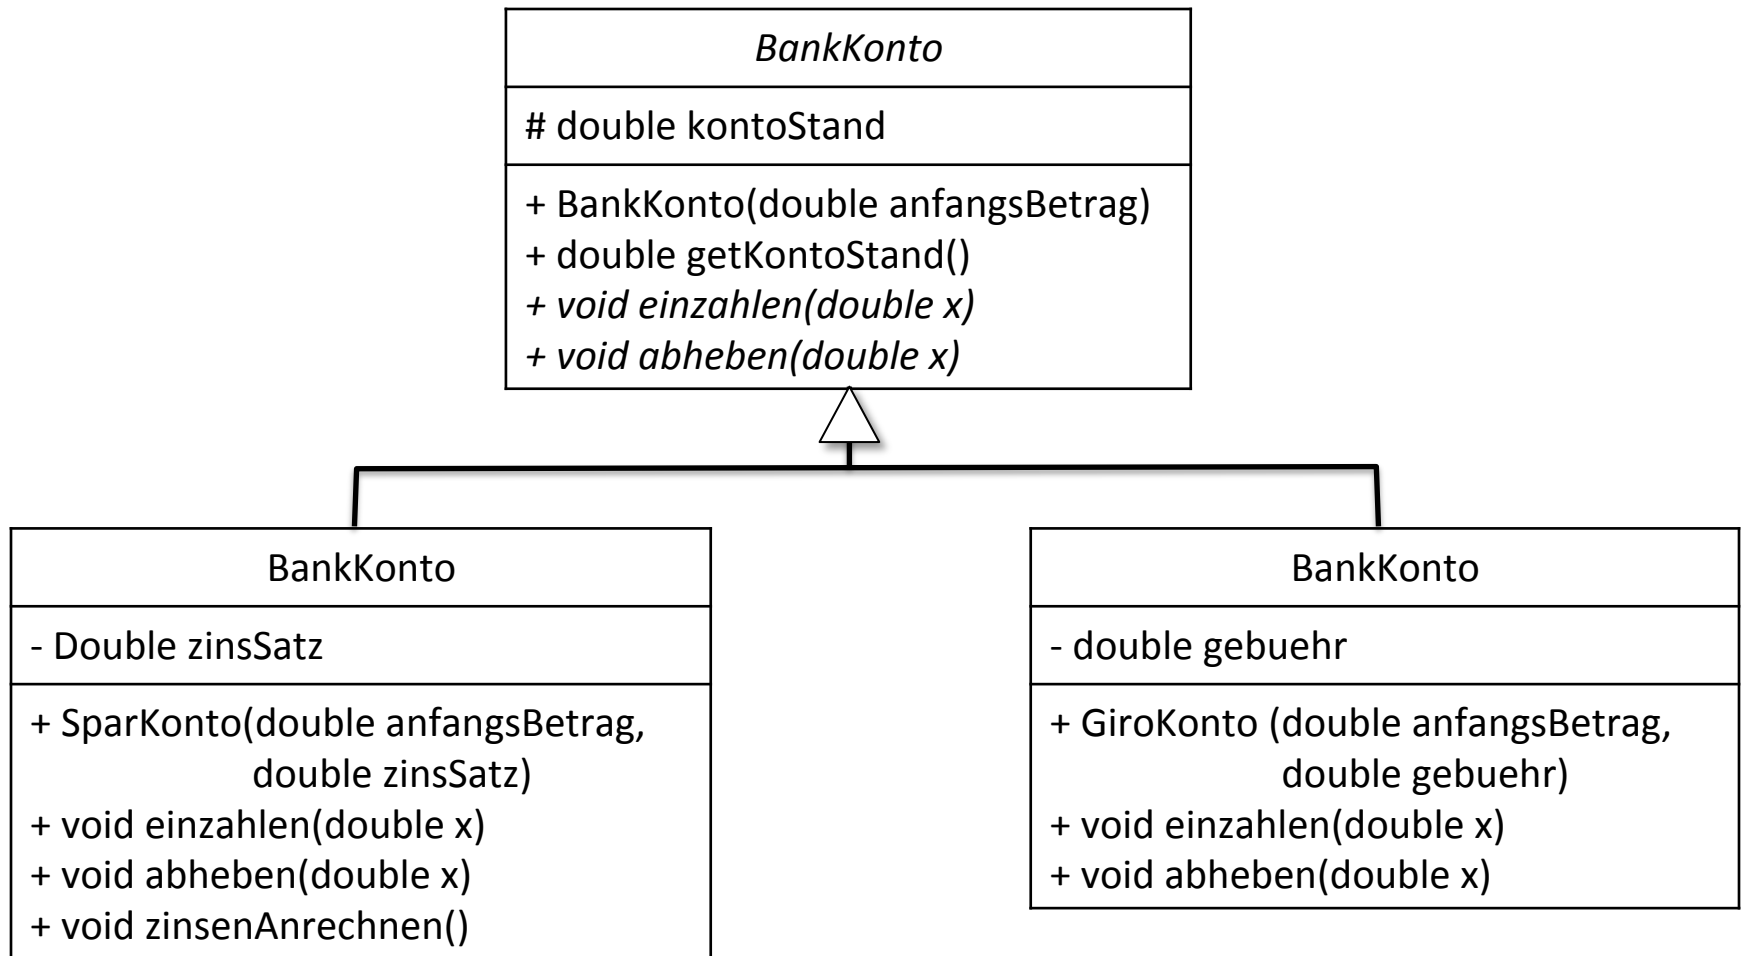 BankKonto
# double kontoStand
+ BankKonto(double anfangsBetrag)
+ double getKontoStand()
+ void einzahlen(double x)
+ void abheben(double x)
BankKonto
- Double zinsSatz
+ SparKonto(double anfangsBetrag,
double zinsSatz)
+ void einzahlen(double x)
+ void abheben(double x)
+ void zinsenAnrechnen()
BankKonto
- double gebuehr
+ GiroKonto (double anfangsBetrag,
double gebuehr)
+ void einzahlen(double x)
+ void abheben(double x)